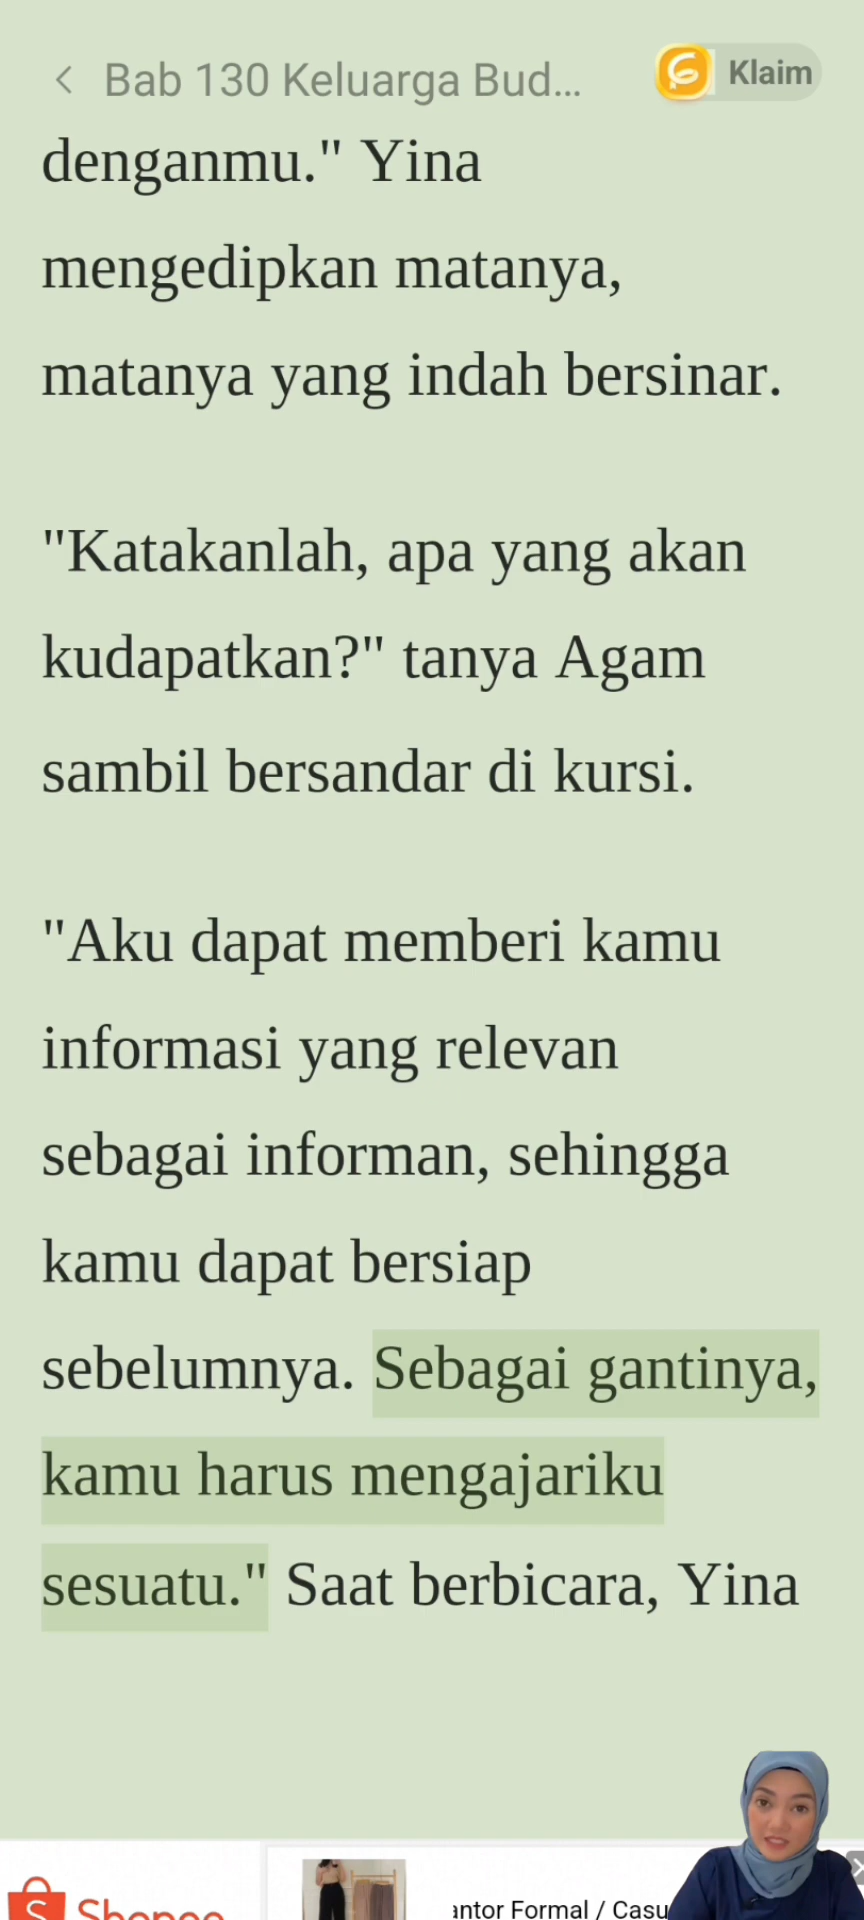 Bab 130 Keluarga Bud...
Klaim
denganmu." Yina
mengedipkan matanya,
matanya yang indah bersinar.
"Katakanlah, apa yang akan
kudapatkan?" tanya Agam
sambil bersandar di kursi.
"Aku dapat memberi kamu
informasi yang relevan
sebagai informan, sehingga
kamu dapat bersiap
sebelumnya. Sebagai gantinya,
kamu harus mengajariku
sesuatu." Saat berbicara, Yina
Shopee
antor Formal / Casu